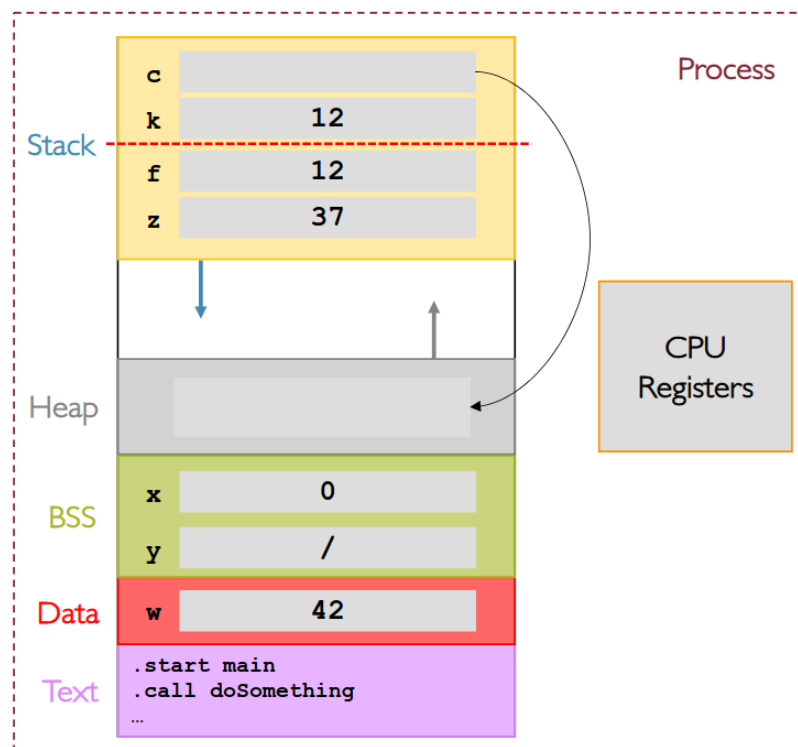 Process
c
k 12
Stack
f 12
z 37
CPU
Registers
Heap
x 0
BSS
y /
Data w 42
Text
.start main
.call doSomething
…